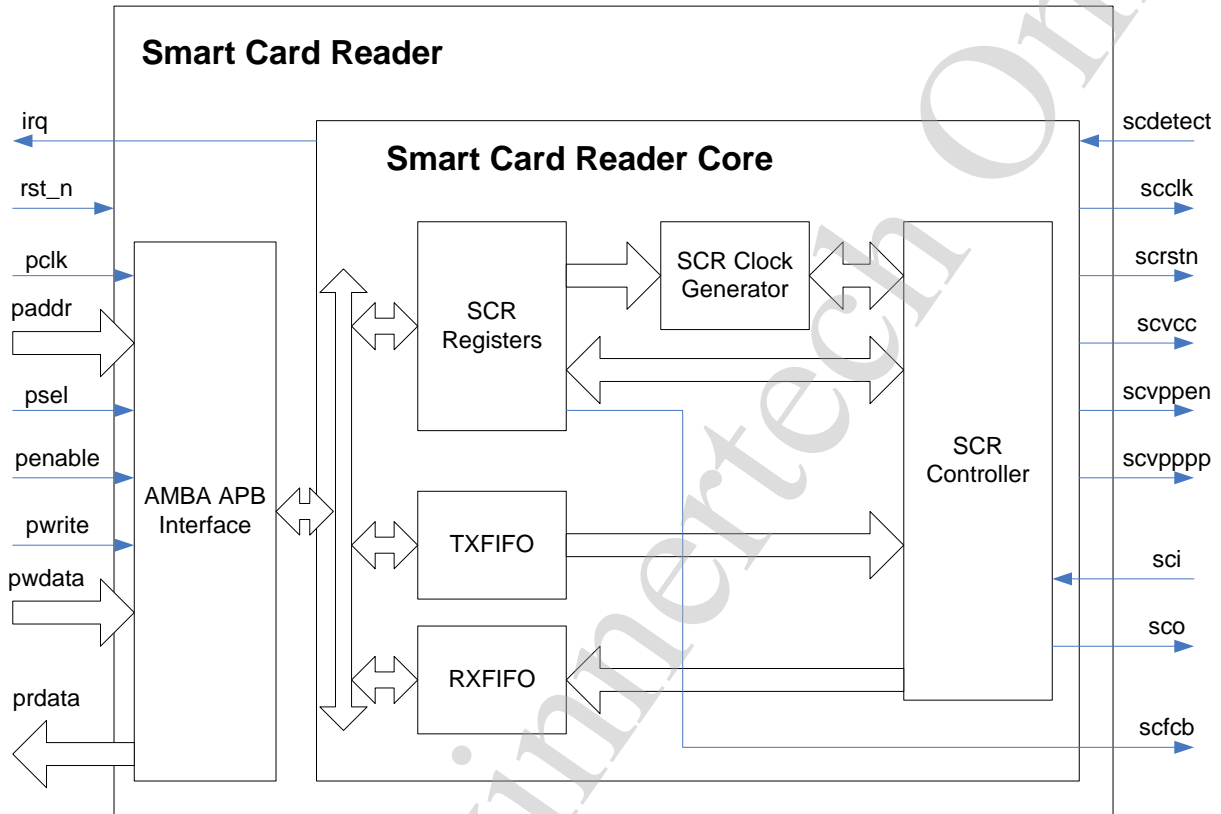 Smart Card Reader
irq
rst_n
pclk
paddr
psel
penable
pwrite
pwdata
prdata
AMBA APB
Interface
Smart Card Reader Core
SCR
Registers
SCR Clock
Generator
TXFIFO
RXFIFO
SCR
Controller
scdetect
scclk
scrstn
scvcc
scvppen
scvpppp
sci
sco
scfcb